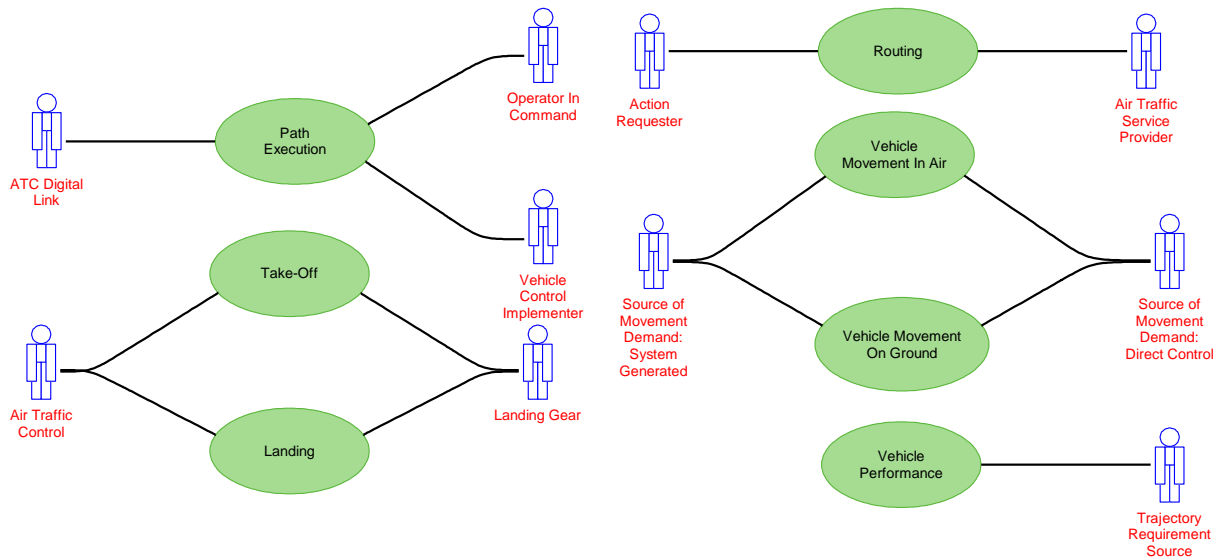 Operator In
Command
Path
Execution
ATC Digital
Link
Vehicle
Control
Implementer
Take-Off
Air Traffic
Control
Landing Gear
Landing
Routing
Action
Requester
Air Traffic
Service
Provider
Vehicle
Movement In Air
Source of
Movement
Demand:
System
Generated
Source of
Movement
Demand:
Direct Control
Vehicle Movement
On Ground
Vehicle
Performance
Trajectory
Requirement
Source